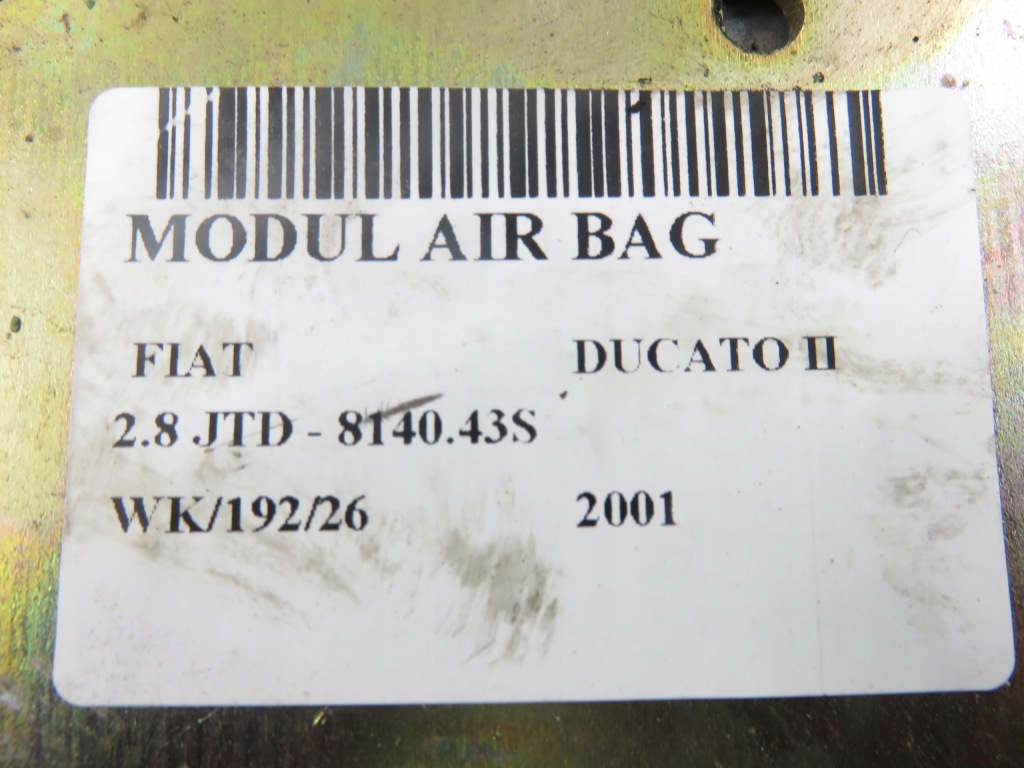 MODUL AIR BAG
FIAT DUCATO II
2.8 JTD - 8140.43S
WK/192/26 2001